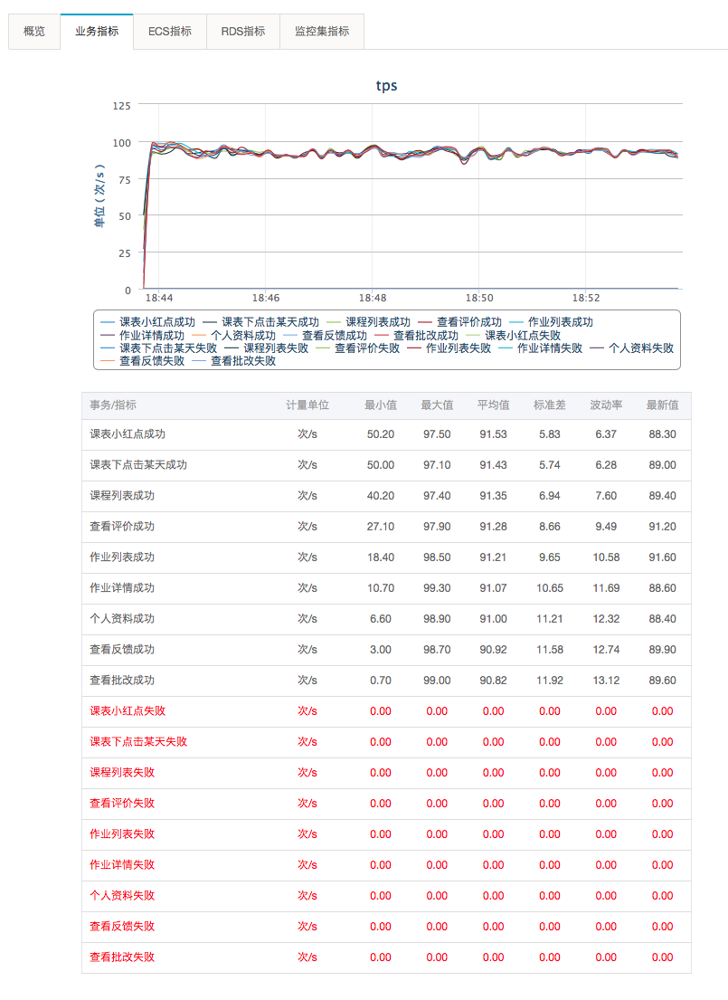 概览 业务指标 ECS指标 RDS指标 监控集指标
tps
单位 ( 次/s )
125
100
75
50
25
0
18:44 18:46 18:48 18:50 18:52
课表小红点成功 课表下点击某天成功 课程列表成功 查看评价成功 作业列表成功
作业详情成功 个人资料成功 查看反馈成功 查看批改成功 课表小红点失败
课表下点击某天失败 课程列表失败 查看评价失败 作业列表失败 作业详情失败 个人资料失败
查看反馈失败 查看批改失败
事务/指标 计量单位 最小值 最大值 平均值 标准差 波动率 最新值
课表小红点成功 次/s 50.20 97.50 91.53 5.83 6.37 88.30
课表下点击某天成功 次/s 50.00 97.10 91.43 5.74 6.28 89.00
课程列表成功 次/s 40.20 97.40 91.35 6.94 7.60 89.40
查看评价成功 次/s 27.10 97.90 91.28 8.66 9.49 91.20
作业列表成功 次/s 18.40 98.50 91.21 9.65 10.58 91.60
作业详情成功 次/s 10.70 99.30 91.07 10.65 11.69 88.60
个人资料成功 次/s 6.60 98.90 91.00 11.21 12.32 88.40
查看反馈成功 次/s 3.00 98.70 90.92 11.58 12.74 89.90
查看批改成功 次/s 0.70 99.00 90.82 11.92 13.12 89.60
课表小红点失败 次/s 0.00 0.00 0.00 0.00 0.00 0.00
课表下点击某天失败 次/s 0.00 0.00 0.00 0.00 0.00 0.00
课程列表失败 次/s 0.00 0.00 0.00 0.00 0.00 0.00
查看评价失败 次/s 0.00 0.00 0.00 0.00 0.00 0.00
作业列表失败 次/s 0.00 0.00 0.00 0.00 0.00 0.00
作业详情失败 次/s 0.00 0.00 0.00 0.00 0.00 0.00
个人资料失败 次/s 0.00 0.00 0.00 0.00 0.00 0.00
查看反馈失败 次/s 0.00 0.00 0.00 0.00 0.00 0.00
查看批改失败 次/s 0.00 0.00 0.00 0.00 0.00 0.00